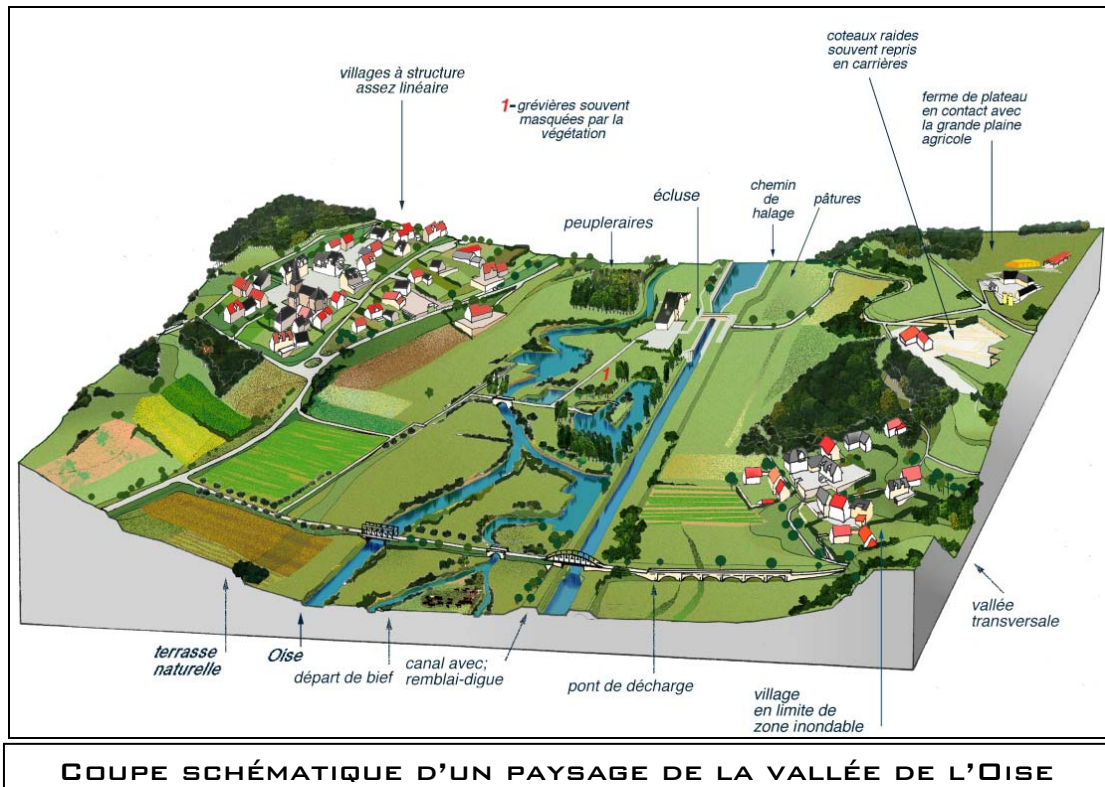 coteaux raides
souvent repris
en carrières
villages à structure
assez linéaire
1-grévières souvent
masquées par la
végétation
ferme de plateau
en contact avec
la grande plaine
agricole
écluse
chemin
de
halage
pâtures
peupleraires
1
terrasse
naturelle
Oise
départ de bief
canal avec;
remblai-digue
pont de décharge
village
en limite de
zone inondable
vallée
transversale
COUPE SCHÉMATIQUE D'UN PAYSAGE DE LA VALLÉE DE L'OISE